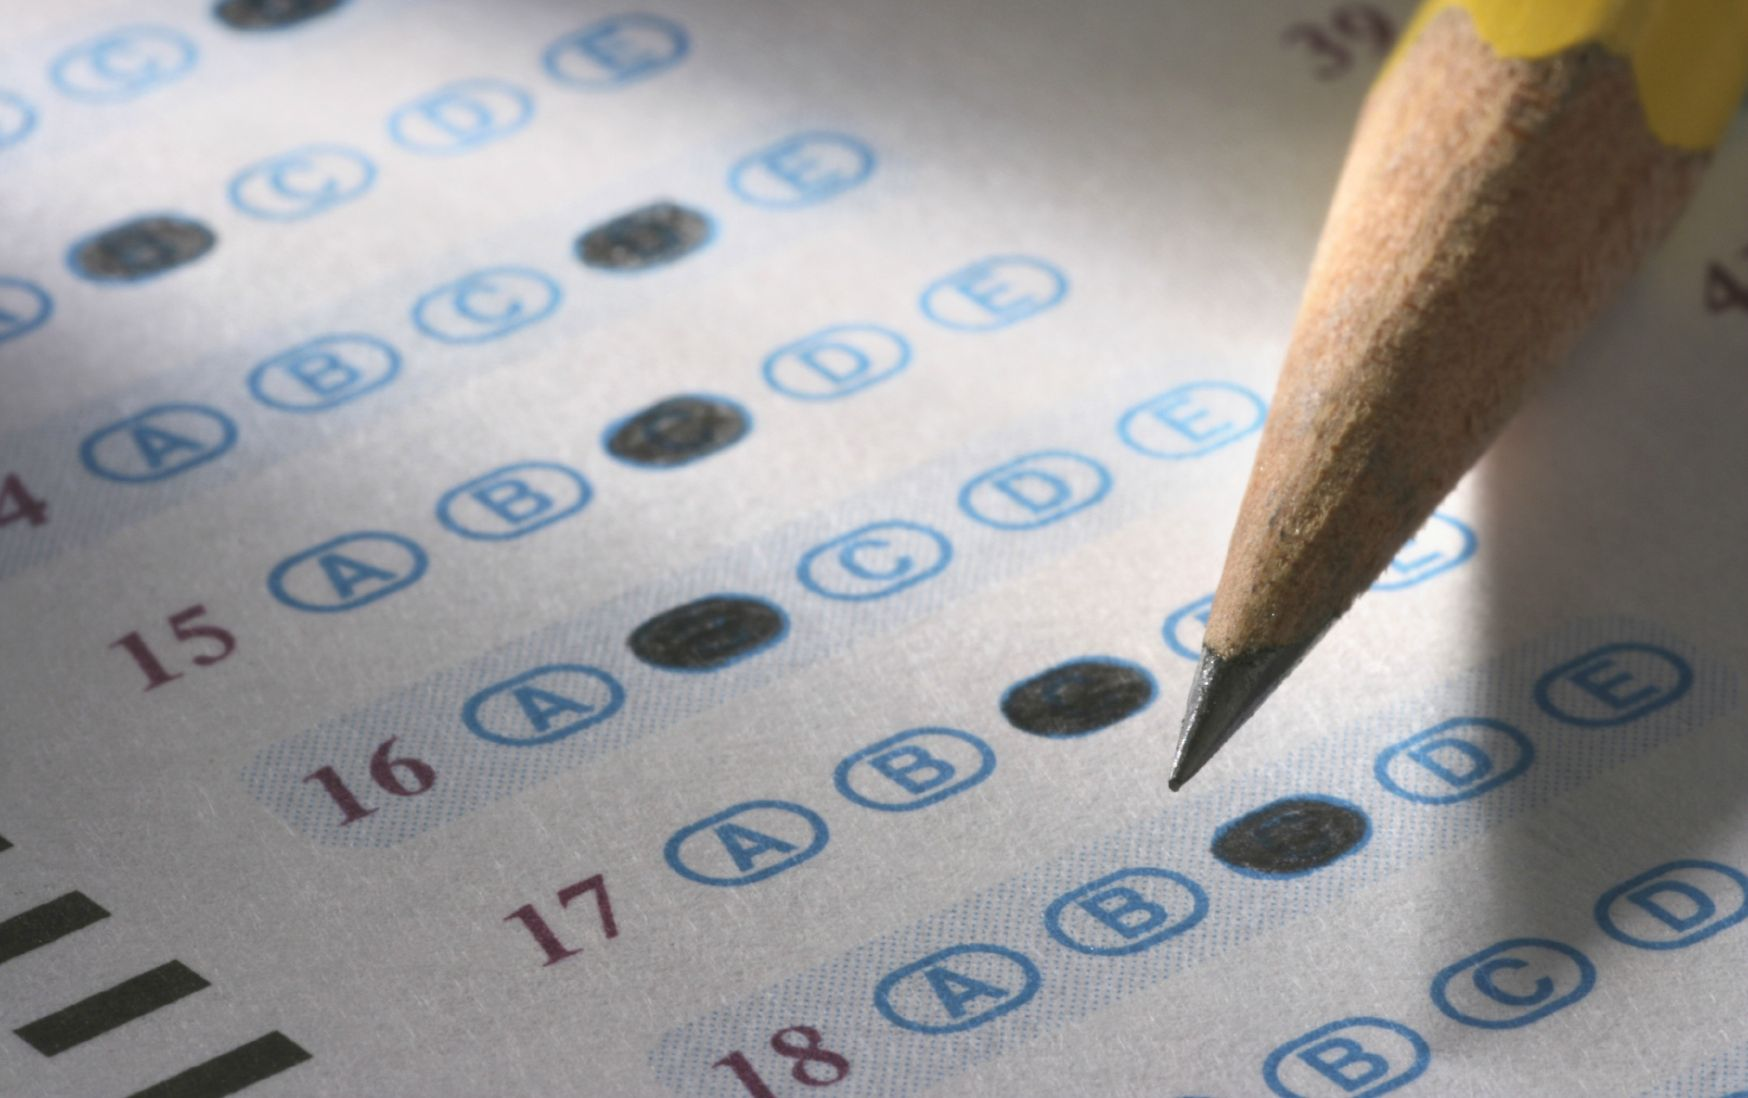 C
C D E
A C D E
4 A B C E
15 A B C D E
16 A C D E
17 A B C D E
18 A B C D E
B C D
39